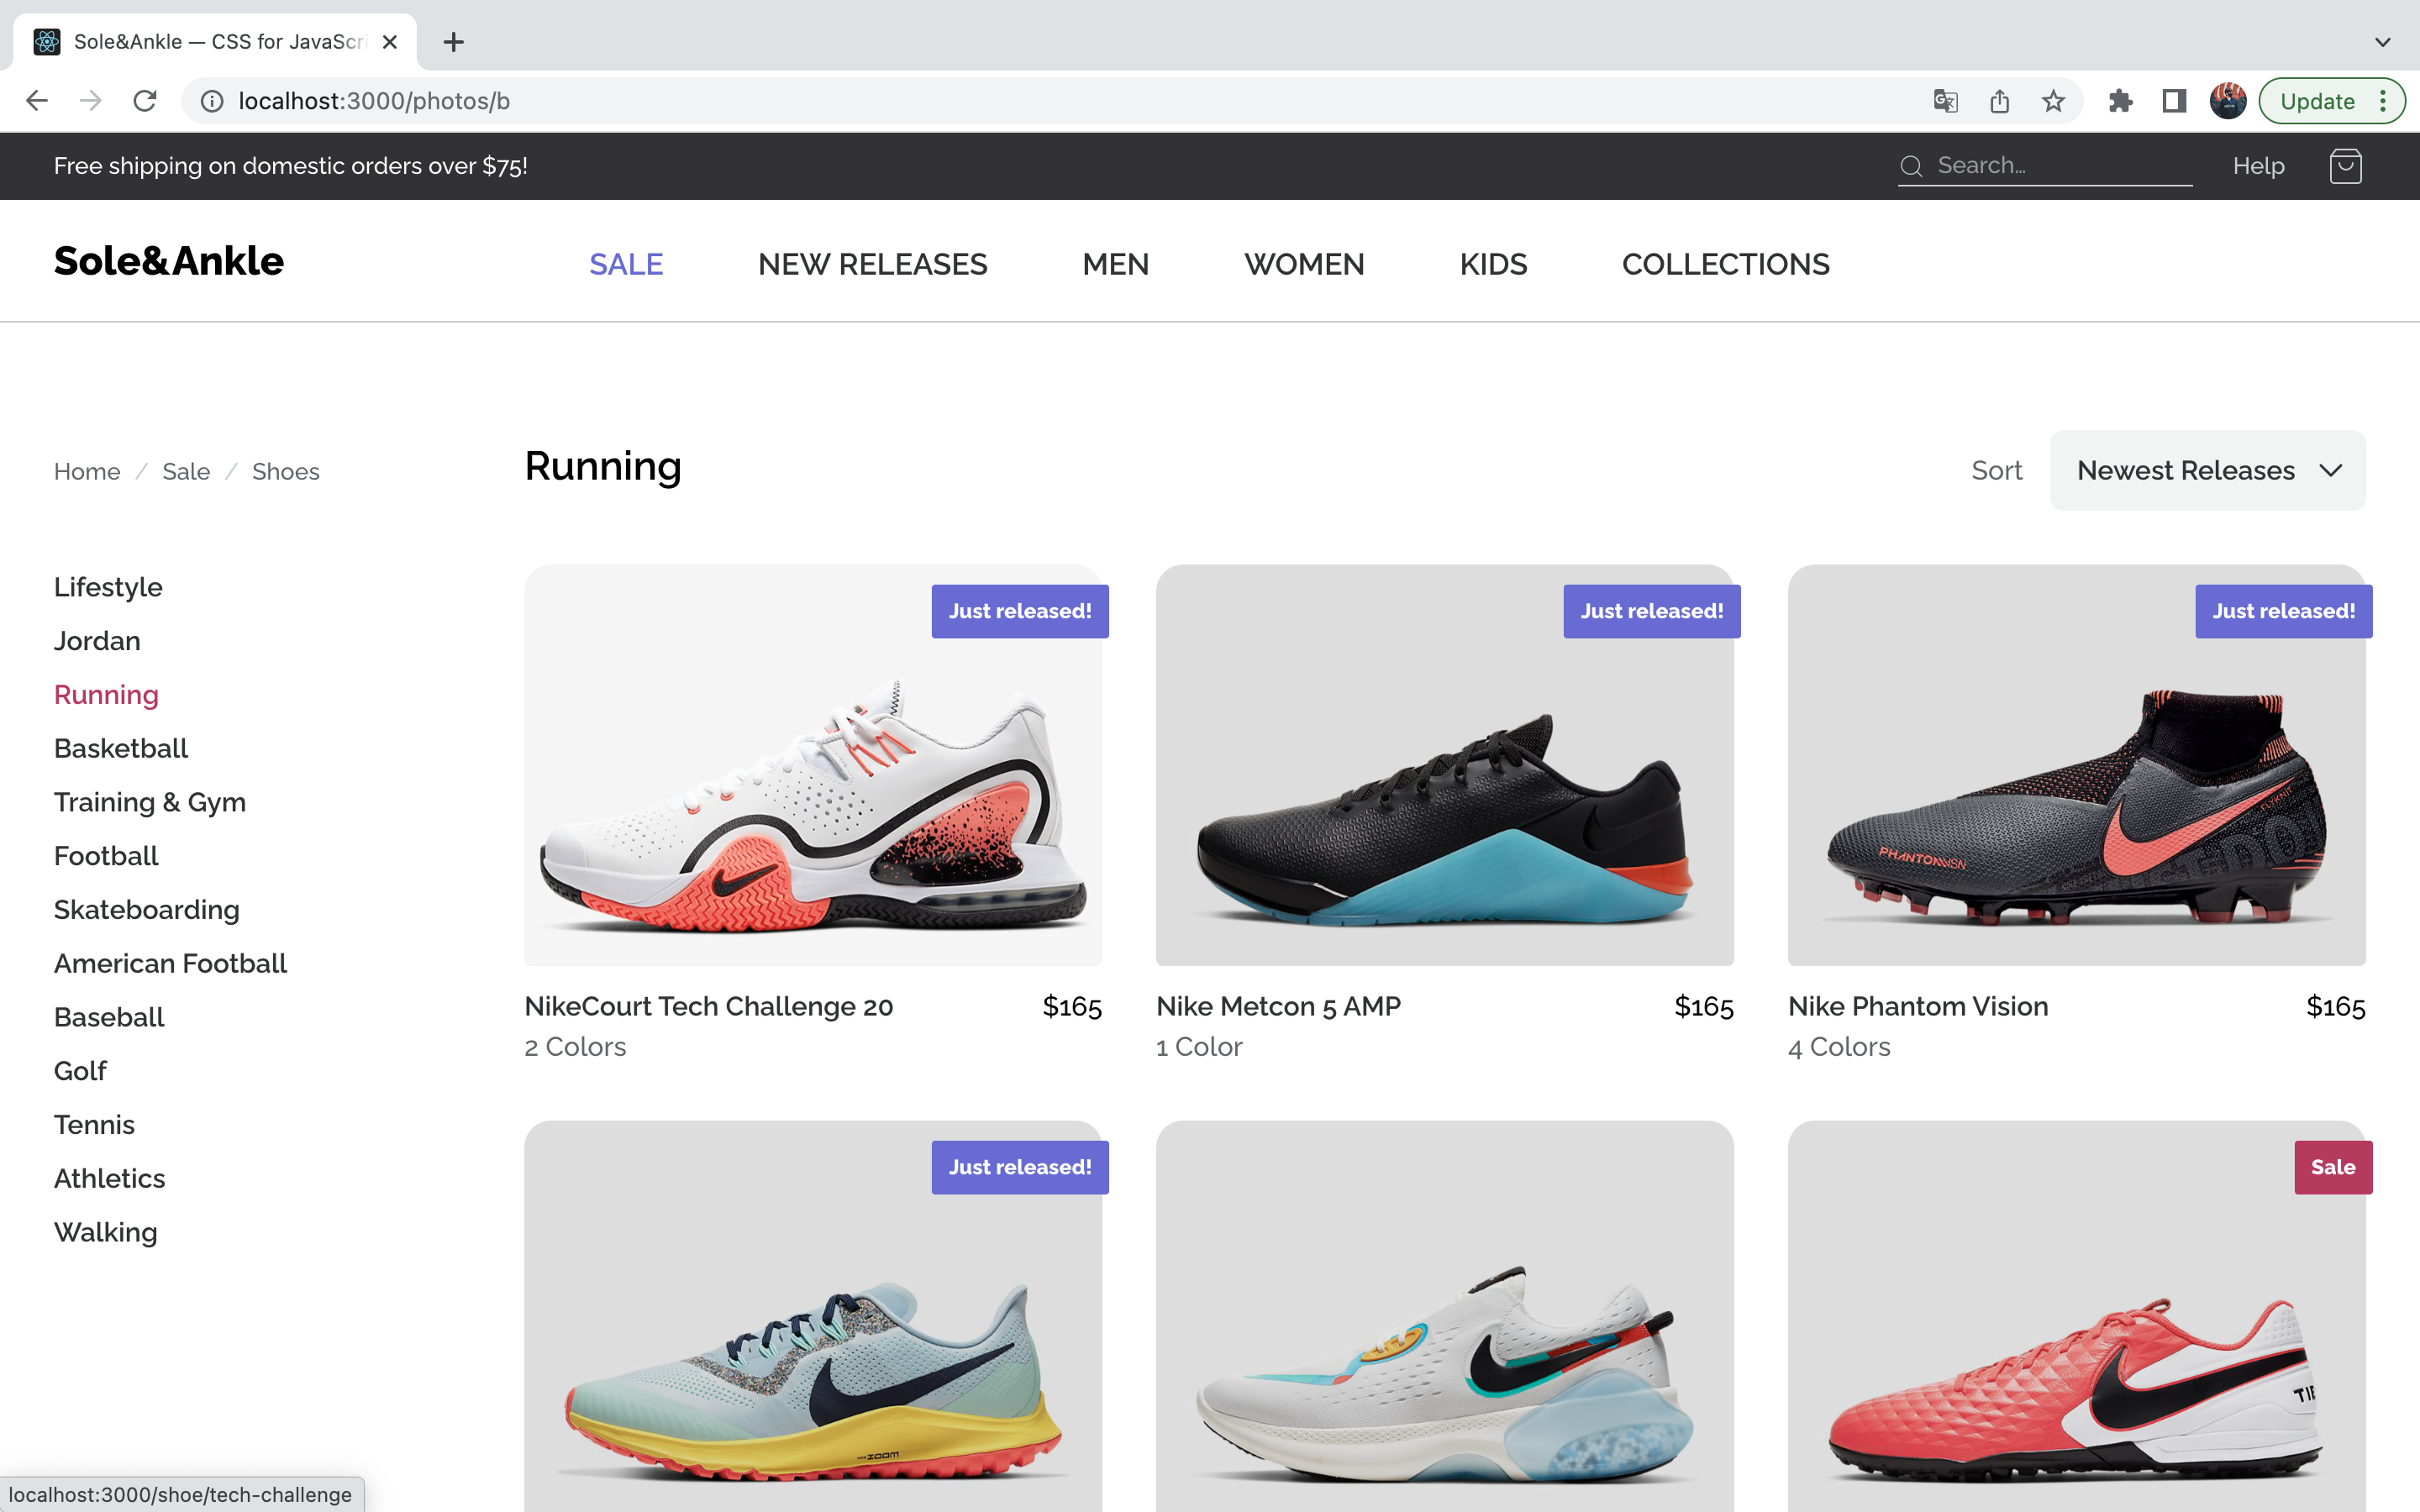 Sole&Ankle — CSS for JavaScri
localhost:3000/photos/b
Update
Free shipping on domestic orders over $75!
Search…
Help
Sole&Ankle
SALE
NEW RELEASES
MEN
WOMEN
KIDS
COLLECTIONS
Home / Sale / Shoes
Running
Sort
Newest Releases
Lifestyle
Jordan
Running
Basketball
Training & Gym
Football
Skateboarding
American Football
Baseball
Golf
Tennis
Athletics
Walking
Just released!
NikeCourt Tech Challenge 20
$165
2 Colors
Just released!
Nike Metcon 5 AMP
$165
1 Color
Just released!
PHANTOM VSN
FLYKNIT
Nike Phantom Vision
$165
4 Colors
Just released!
ZOOM
Sale
TIE
localhost:3000/shoe/tech-challenge